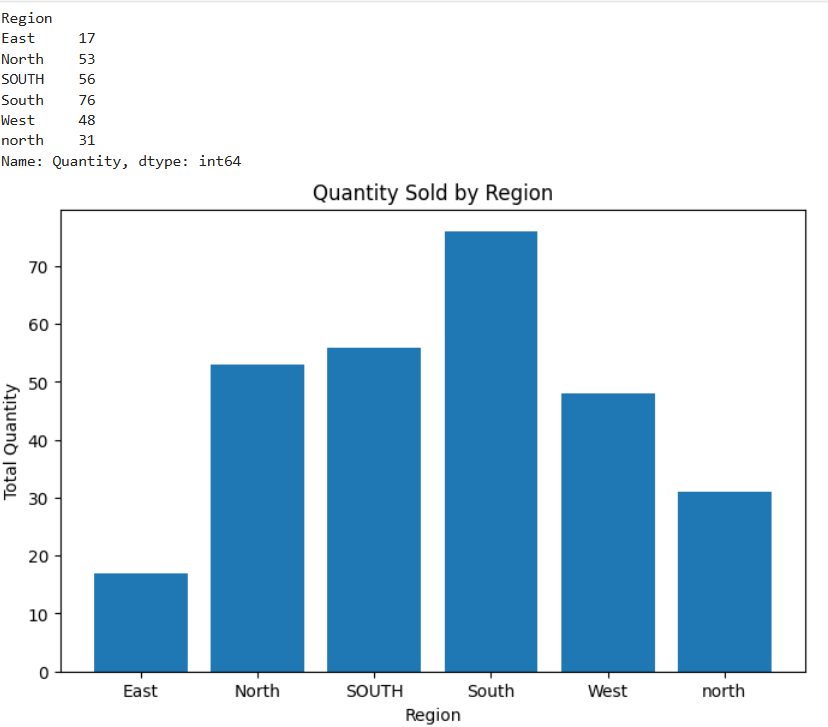 Region
East     17
North    53
SOUTH    56
South    76
West     48
north    31
Name: Quantity, dtype: int64
Quantity Sold by Region
Total Quantity
70
60
50
40
30
20
10
0
East North SOUTH South West north
Region